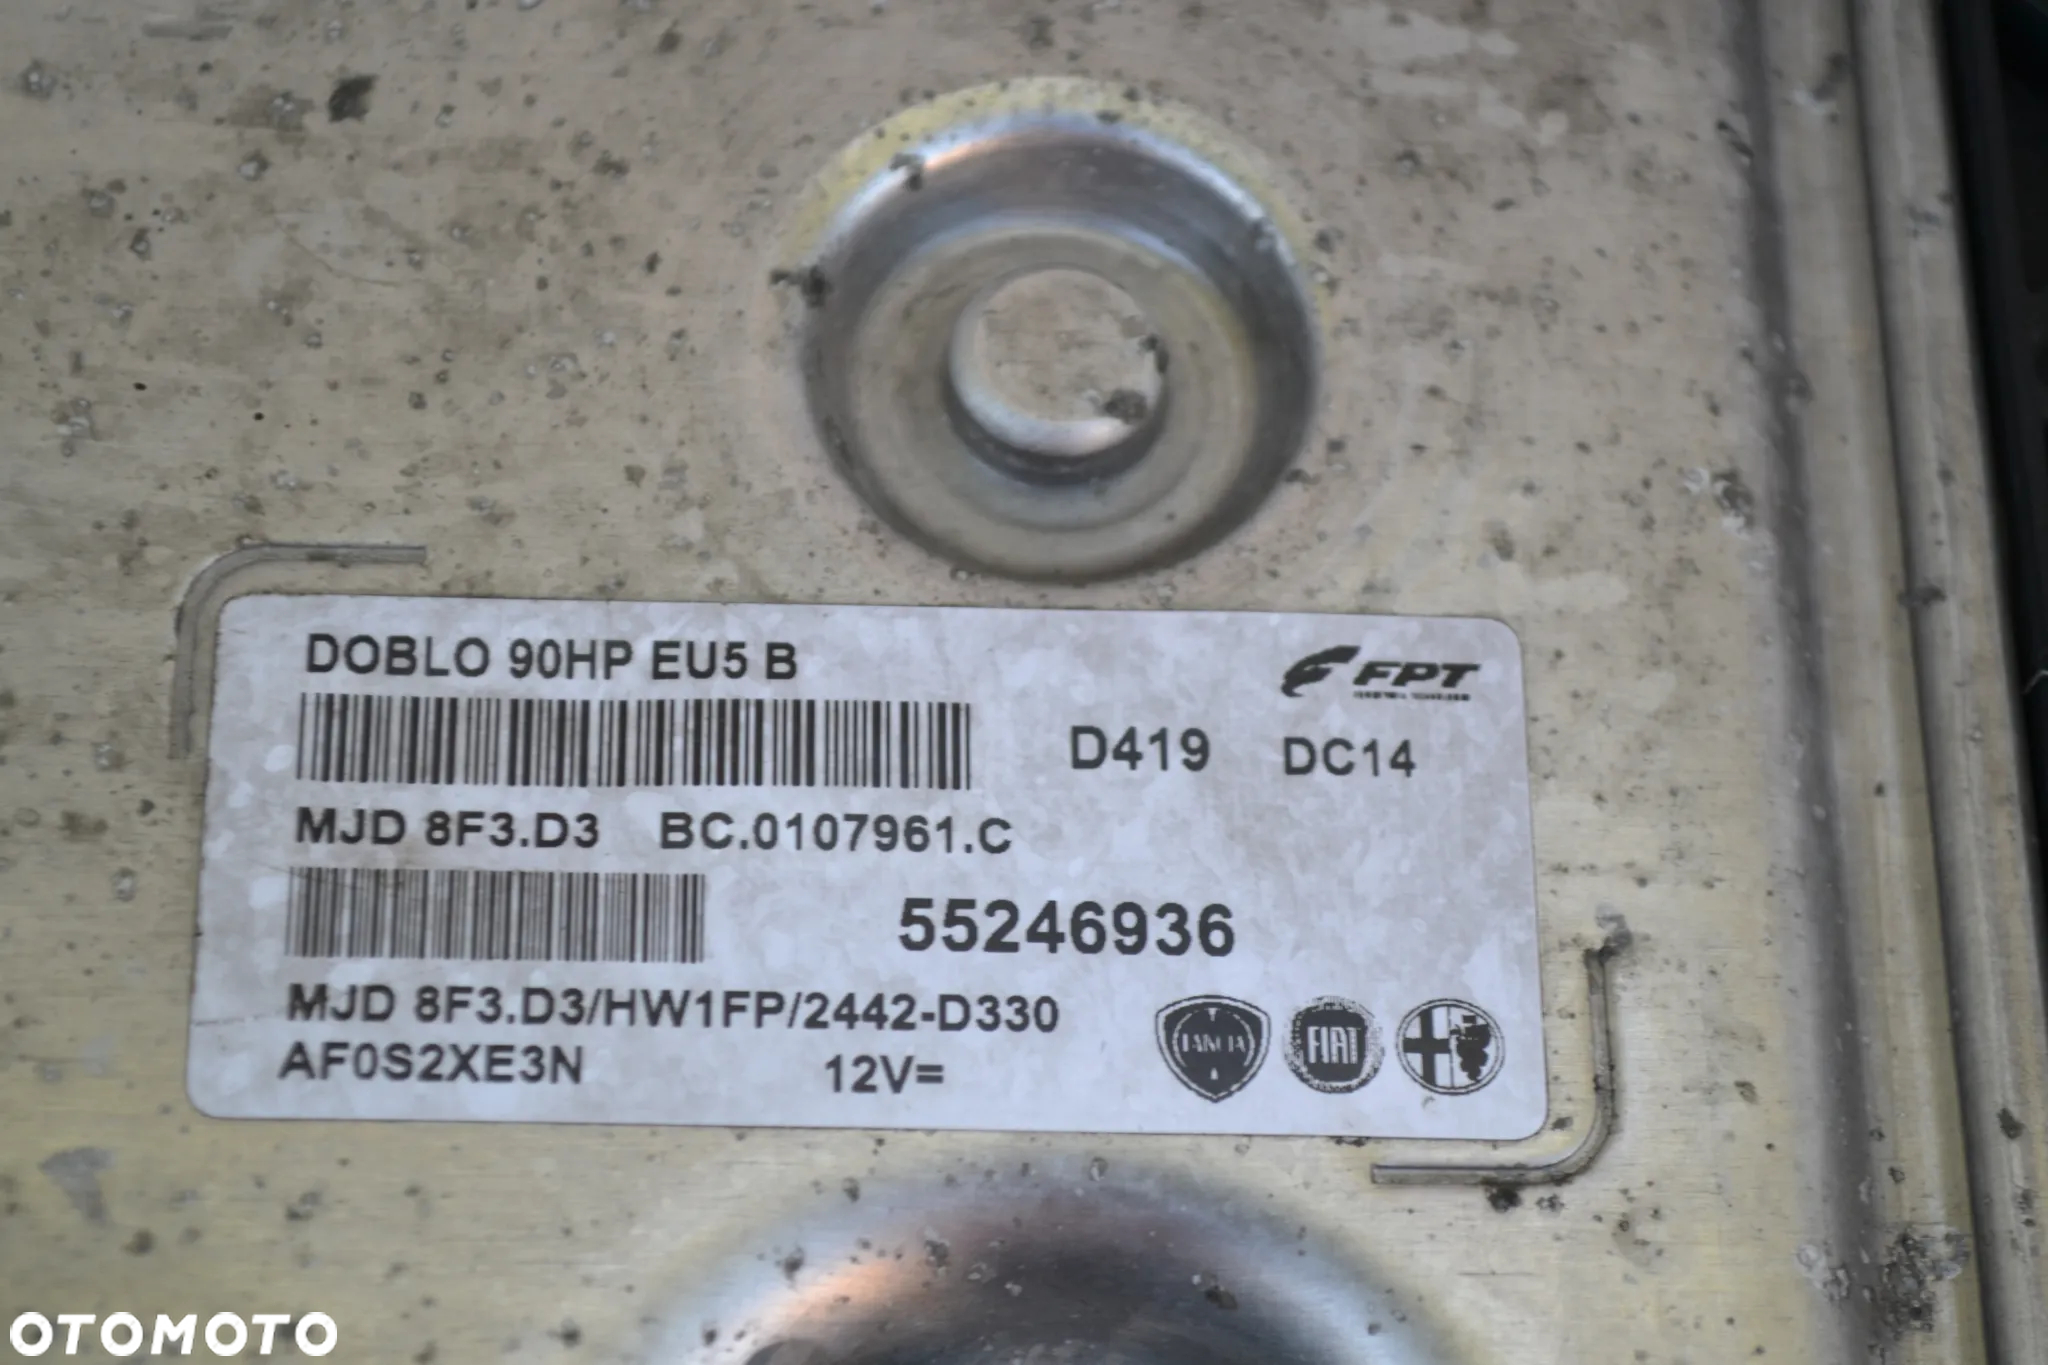 DOBLO 90HP EU5 B
FPT
D419 DC14
MJD 8F3.D3 BC.0107961.C
55246936
MJD 8F3.D3/HW1FP/2442-D330
AF0S2XE3N 12V=
LANCIA
FIAT
OTOMOTO